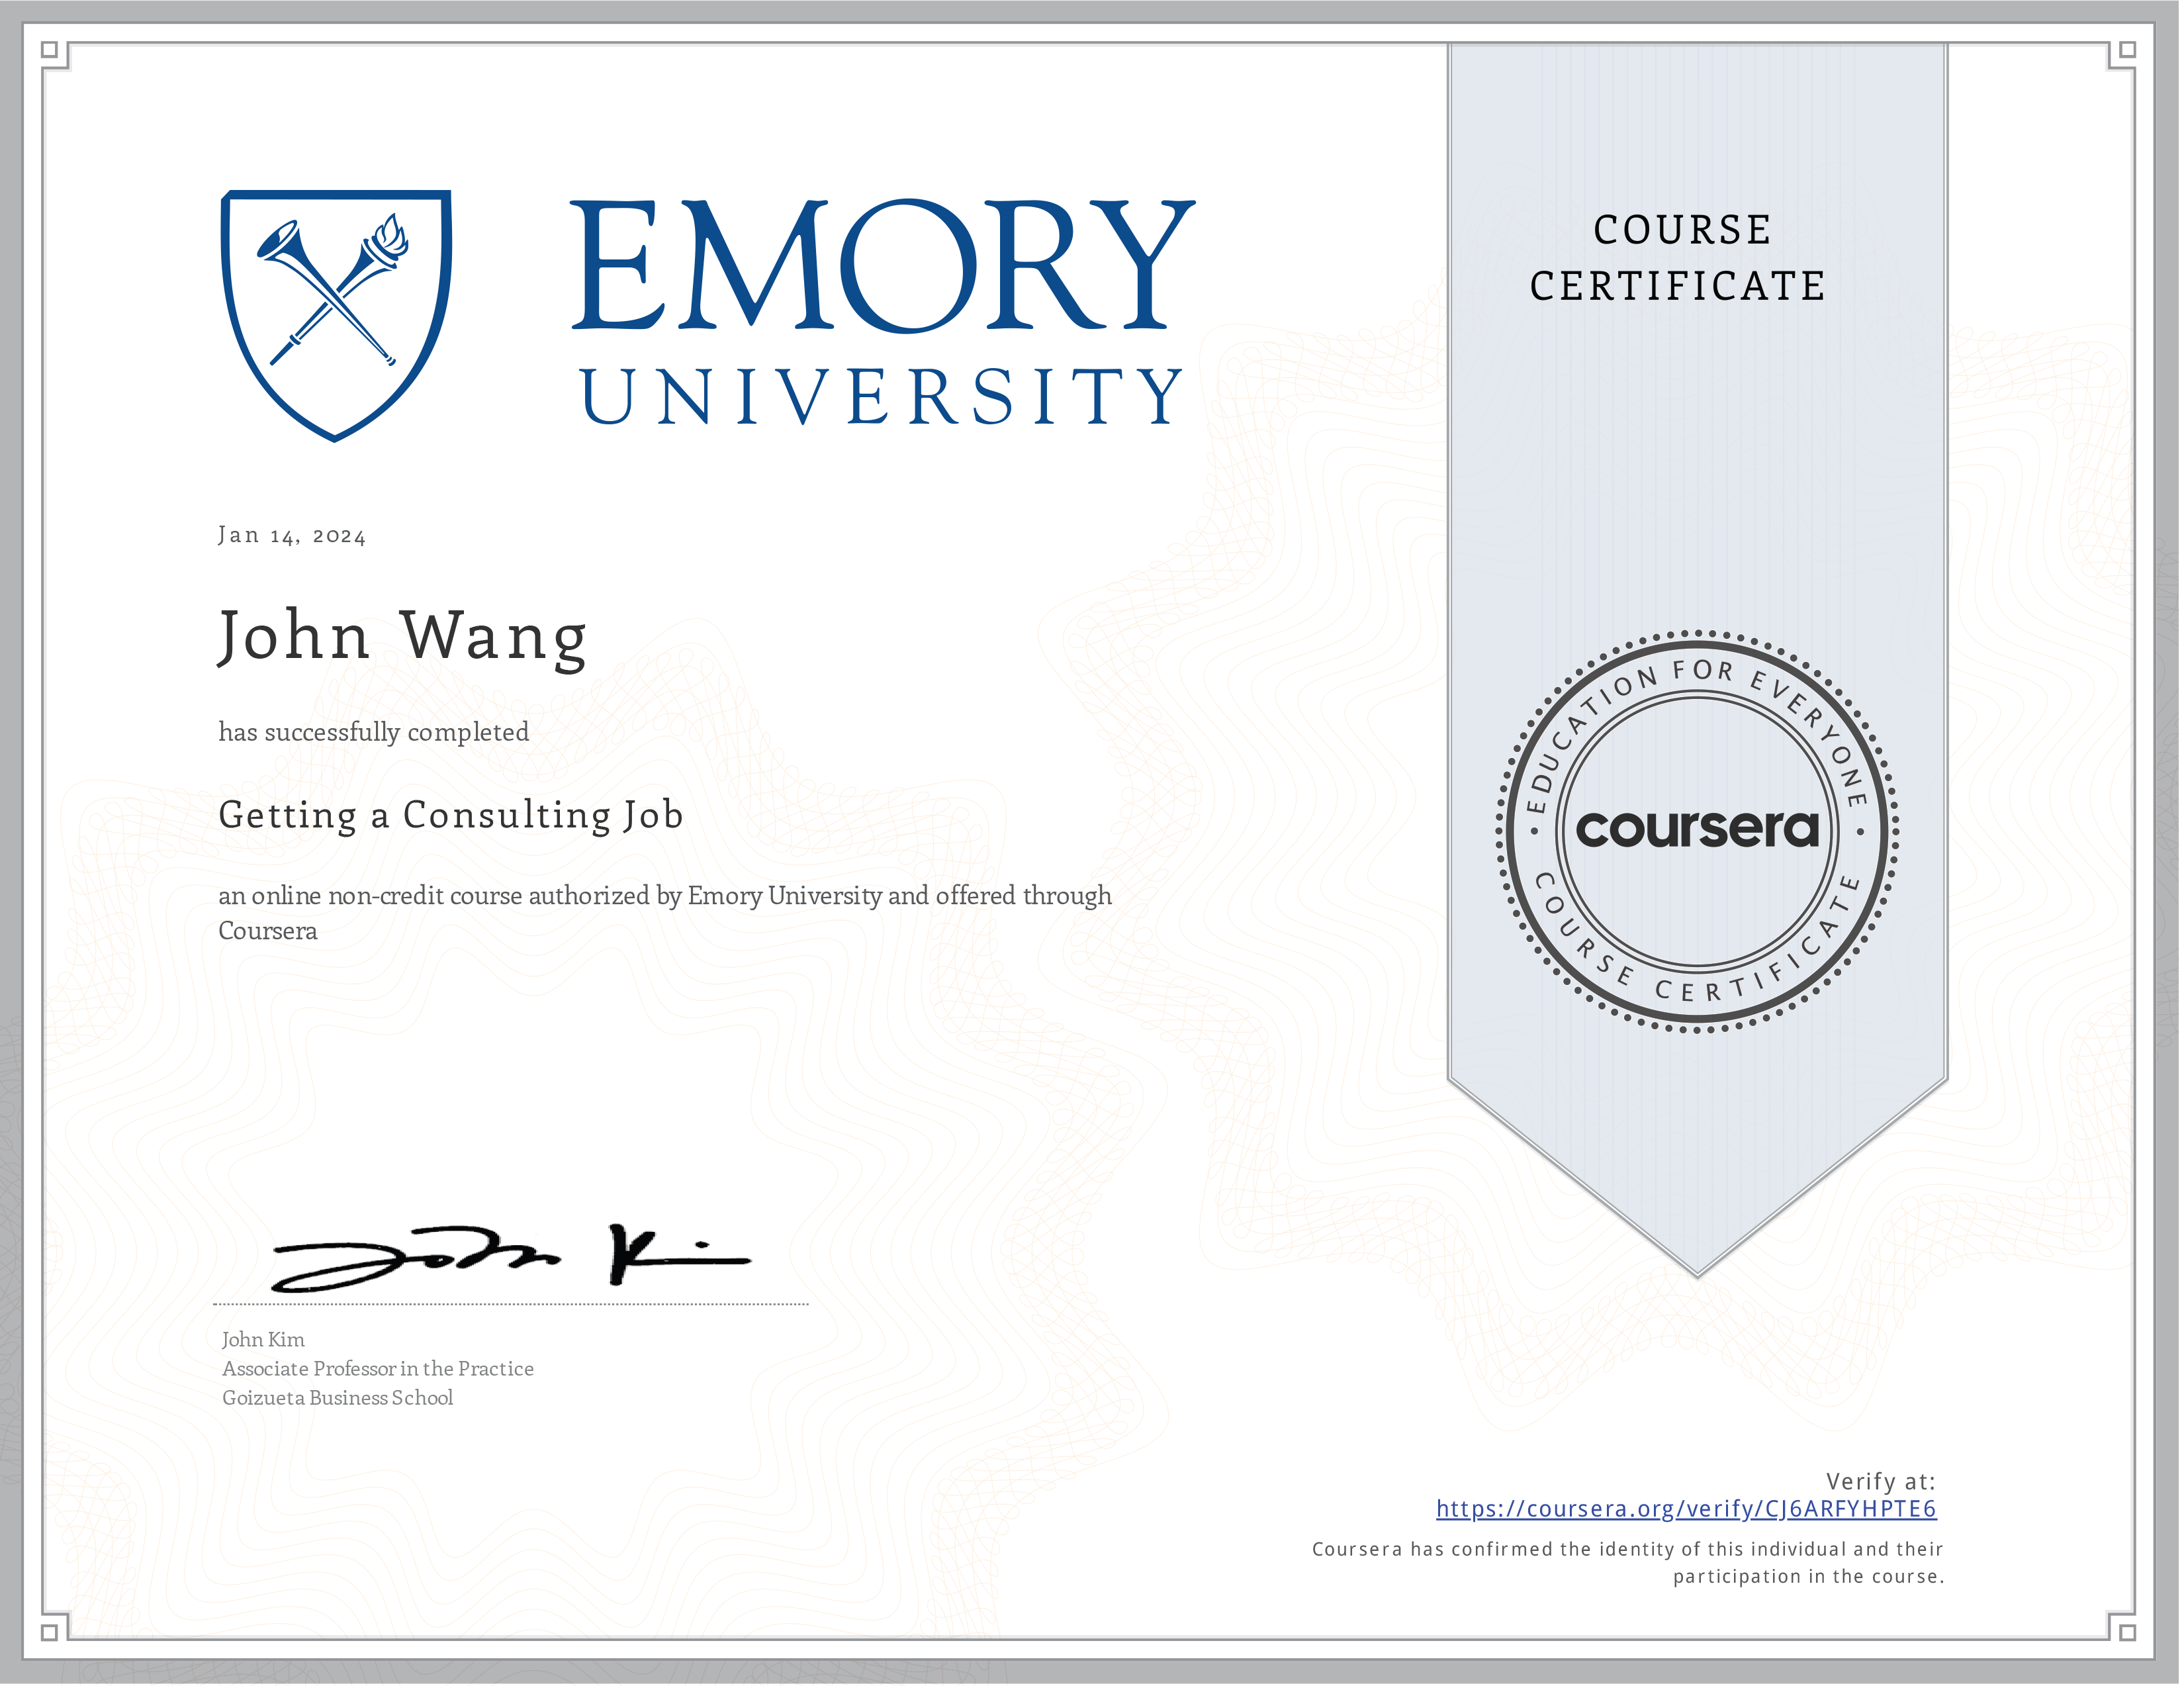 EMORY
UNIVERSITY
COURSE
CERTIFICATE
Jan 14, 2024
John Wang
has successfully completed
Getting a Consulting Job
an online non-credit course authorized by Emory University and offered through
Coursera
EDUCATION FOR EVERYONE
coursera
COURSE CERTIFICATE
John Kim
John Kim
Associate Professor in the Practice
Goizueta Business School
Verify at:
https://coursera.org/verify/CJ6ARFYHPTE6
Coursera has confirmed the identity of this individual and their
participation in the course.